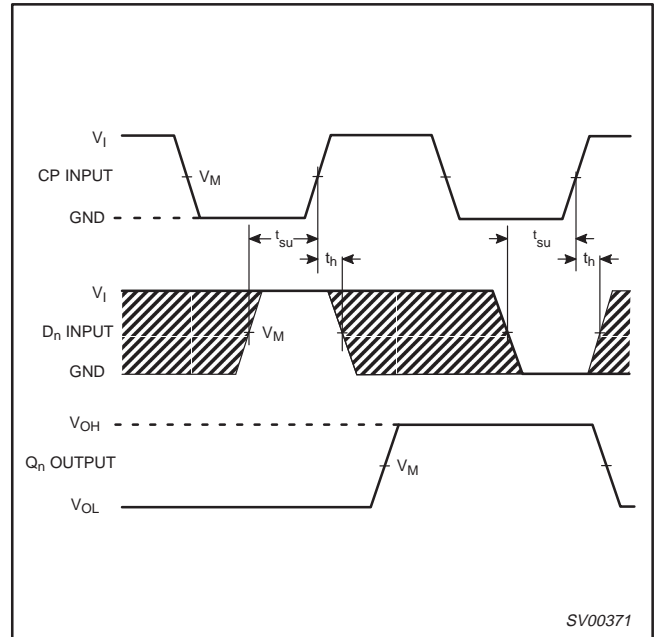 V_I
CP INPUT
V_M
GND
t_su
t_h
t_su
t_h
V_I
D_n INPUT
V_M
GND
V_OH
Q_n OUTPUT
V_M
V_OL
SV00371